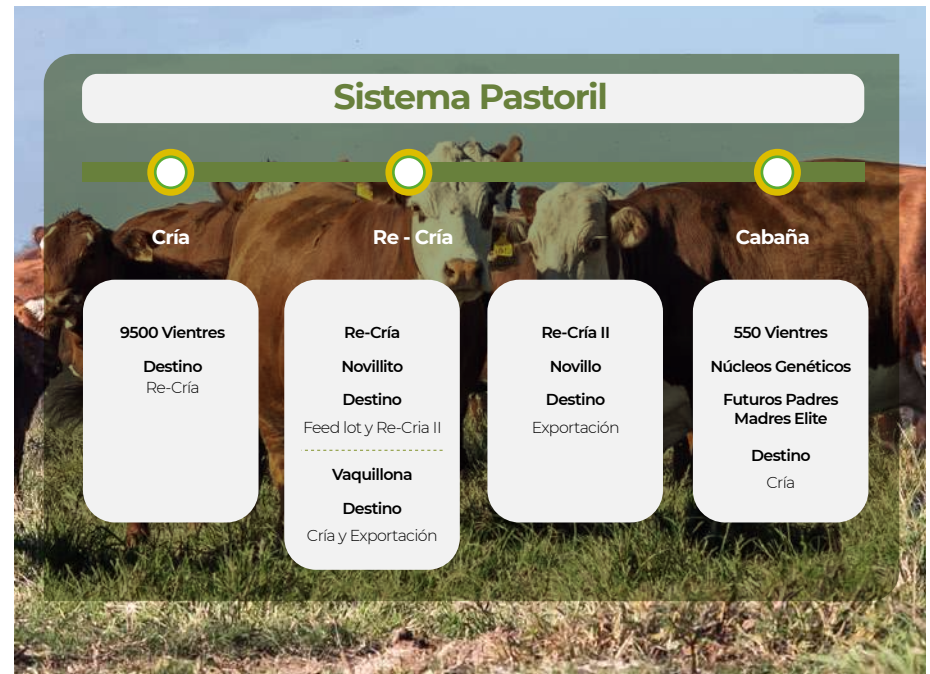 Sistema Pastoril
Cría
Re - Cría
Cabaña
9500 Vientres
Destino
Re-Cría
Re-Cría
Novillito
Destino
Feed lot y Re-Cria II
Vaquillona
Destino
Cría y Exportación
Re-Cría II
Novillo
Destino
Exportación
550 Vientres
Núcleos Genéticos
Futuros Padres
Madres Elite
Destino
Cría